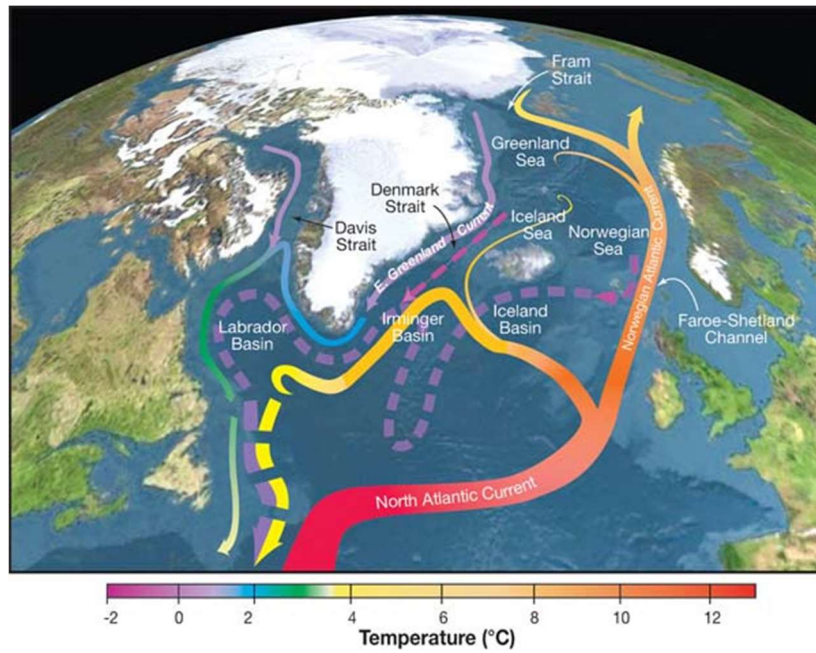 Fram
Strait
Greenland
Sea
Denmark
Strait
Iceland
Sea
Davis
Strait
E. Greenland Current
Norwegian
Sea
Norwegian Atlantic Current
Labrador
Basin
Irminger
Basin
Iceland
Basin
Faroe-Shetland
Channel
North Atlantic Current
-2 0 2 4 6 8 10 12
Temperature (°C)